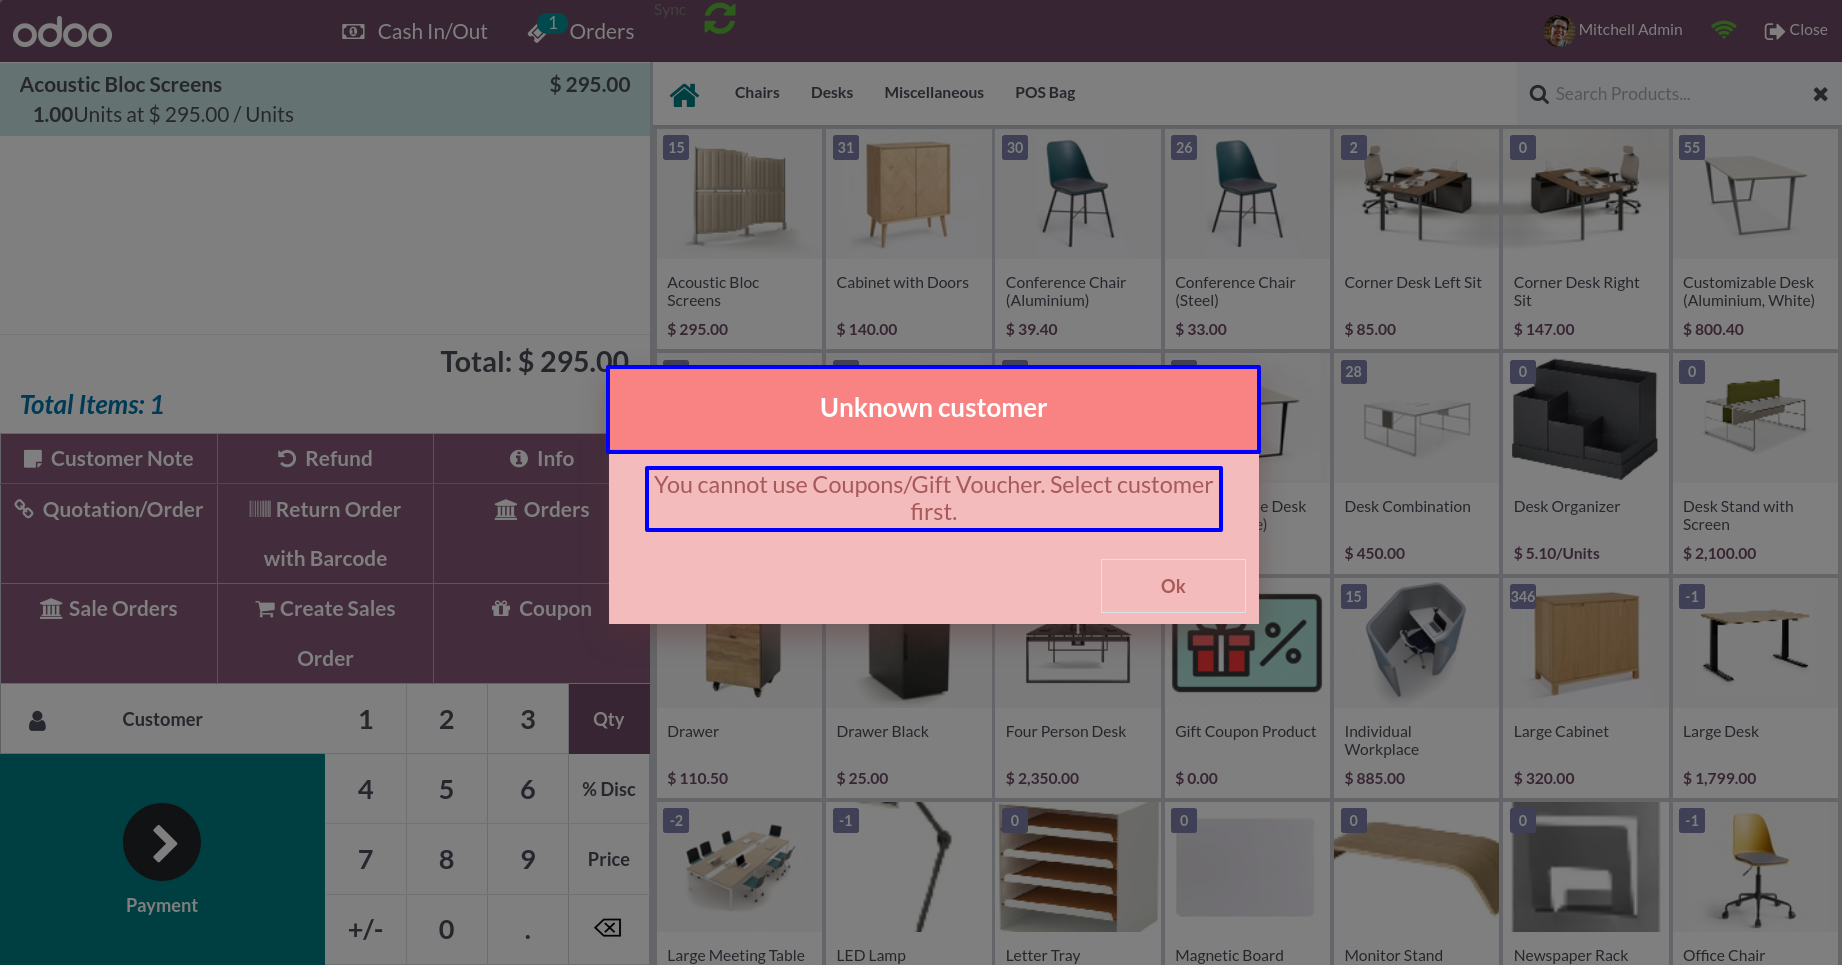 odoo
Cash In/Out
1
Orders
Sync
Mitchell Admin
Close
Acoustic Bloc Screens
$ 295.00
1.00Units at $ 295.00 / Units
Total: $ 295.00
Total Items: 1
Customer Note
Refund
Info
Quotation/Order
Return Order
with Barcode
Orders
Sale Orders
Create Sales
Order
Coupon
Customer
1
2
3
Qty
4
5
6
% Disc
7
8
9
Price
+/-
0
.
Payment
Chairs
Desks
Miscellaneous
POS Bag
Search Products...
15
Acoustic Bloc
Screens
$ 295.00
31
Cabinet with Doors
$ 140.00
30
Conference Chair
(Aluminium)
$ 39.40
26
Conference Chair
(Steel)
$ 33.00
2
Corner Desk Left Sit
$ 85.00
0
Corner Desk Right
Sit
$ 147.00
55
Customizable Desk
(Aluminium, White)
$ 800.40
Unknown customer
You cannot use Coupons/Gift Voucher. Select customer
first.
Ok
Desk
28
Desk Combination
$ 450.00
0
Desk Organizer
$ 5.10/Units
0
Desk Stand with
Screen
$ 2,100.00
Drawer
$ 110.50
Drawer Black
$ 25.00
Four Person Desk
$ 2,350.00
%
Gift Coupon Product
$ 0.00
15
Individual
Workplace
$ 885.00
346
Large Cabinet
$ 320.00
-1
Large Desk
$ 1,799.00
-2
Large Meeting Table
-1
LED Lamp
0
Letter Tray
0
Magnetic Board
0
Monitor Stand
0
Newspaper Rack
-1
Office Chair